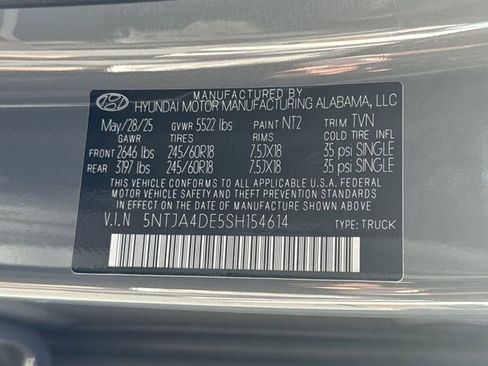 MANUFACTURED BY
HYUNDAI MOTOR MANUFACTURING ALABAMA, LLC
May/28/25 GVWR 5522 lbs PAINT NT2 TRIM TVN
GAWR TIRES RIMS COLD TIRE INFL
FRONT 2646 lbs 245/60R18 7.5JX18 35 psi SINGLE
REAR 3197 lbs 245/60R18 7.5JX18 35 psi SINGLE
THIS VEHICLE CONFORMS TO ALL APPLICABLE U.S.A. FEDERAL
MOTOR VEHICLE SAFETY AND THEFT PREVENTION STANDARDS
IN EFFECT ON THE DATE OF MANUFACTURE SHOWN ABOVE
V.I.N 5NTJA4DE5SH154614 TYPE: TRUCK